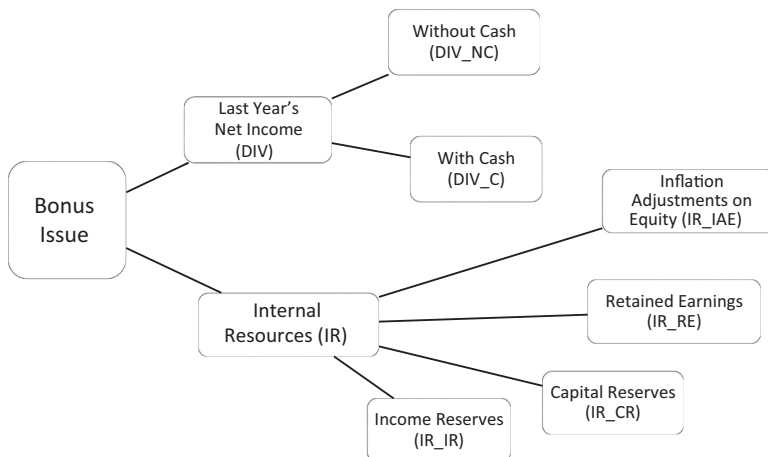 Without Cash
(DIV_NC)
Last Year's
Net Income
(DIV)
With Cash
(DIV_C)
Bonus
Issue
Inflation
Adjustments on
Equity (IR_IAE)
Internal
Resources (IR)
Retained Earnings
(IR_RE)
Capital Reserves
(IR_CR)
Income Reserves
(IR_IR)